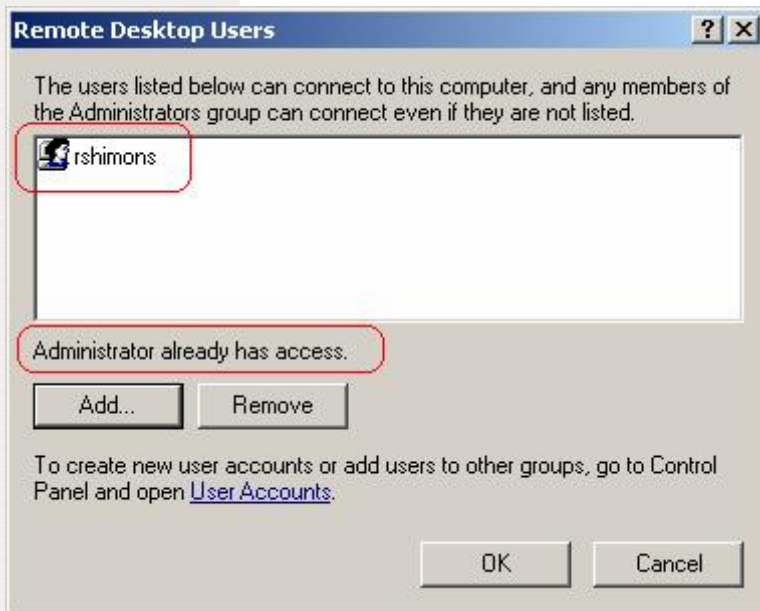 Remote Desktop Users
The users listed below can connect to this computer, and any members of
the Administrators group can connect even if they are not listed.
rshimons
Administrator already has access.
Add...
Remove
To create new user accounts or add users to other groups, go to Control
Panel and open User Accounts.
OK
Cancel